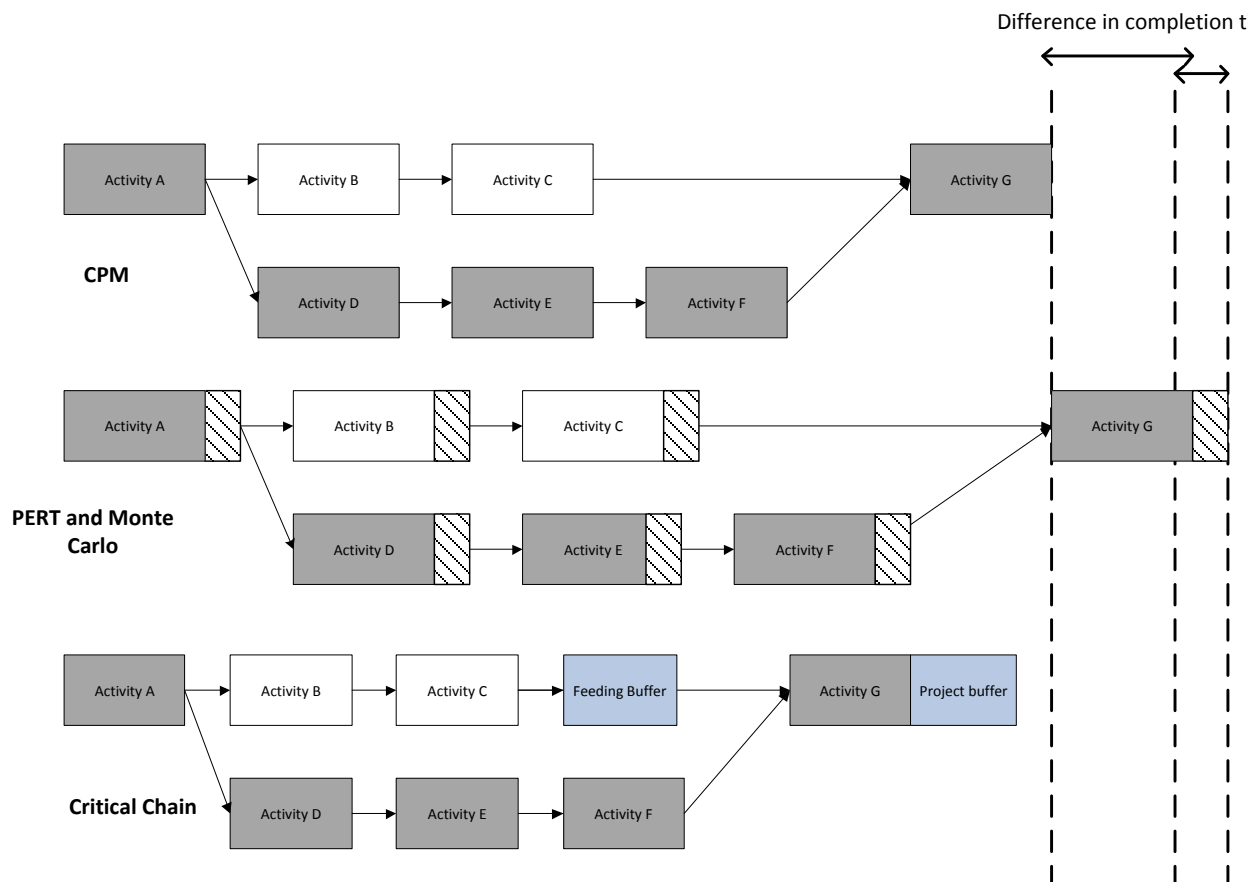 Difference in completion t
Activity A
Activity B
Activity C
Activity G
CPM
Activity D
Activity E
Activity F
Activity A
Activity B
Activity C
Activity G
PERT and Monte
Carlo
Activity D
Activity E
Activity F
Activity A
Activity B
Activity C
Feeding Buffer
Activity G
Project buffer
Critical Chain
Activity D
Activity E
Activity F